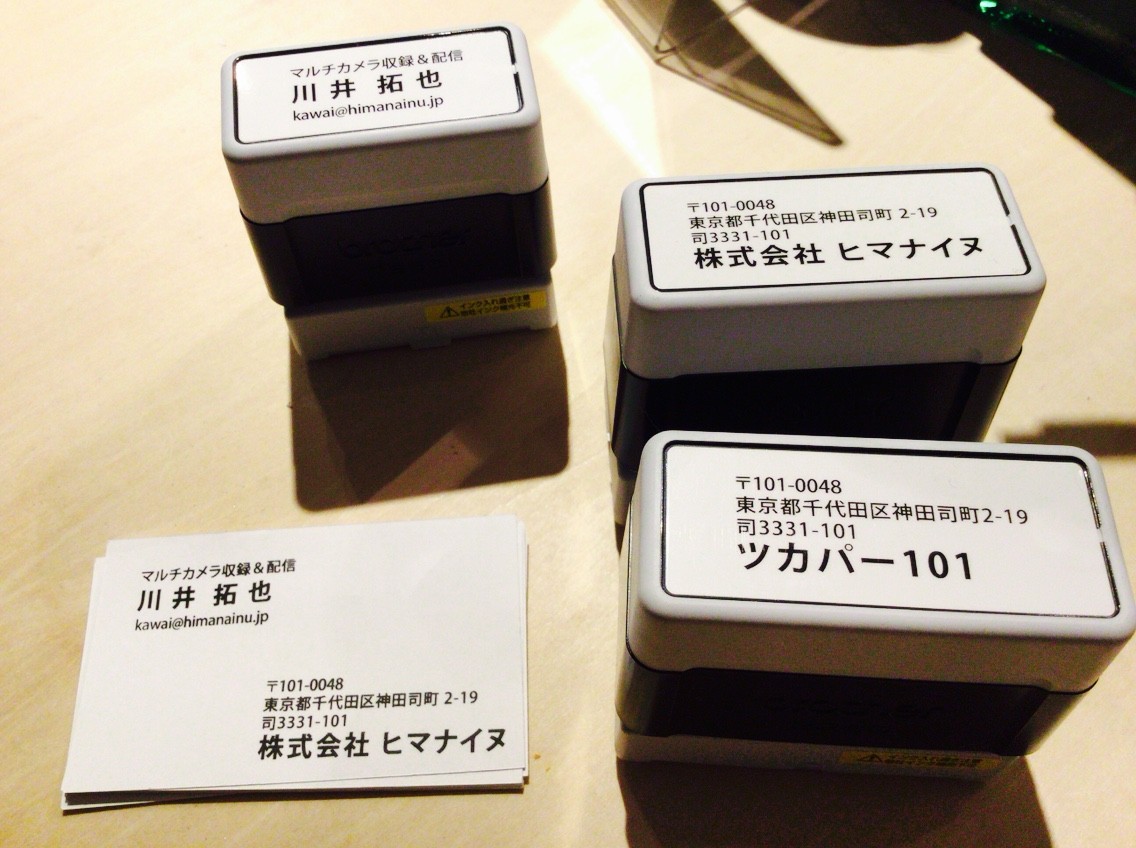 マルチカメラ収録＆配信
川井 拓也
kawai@himanainu.jp
〒101-0048
東京都千代田区神田司町 2-19
司3331-101
株式会社 ヒマナイヌ
〒101-0048
東京都千代田区神田司町2-19
司3331-101
ツカパー101
マルチカメラ収録＆配信
川井 拓也
kawai@himanainu.jp
〒101-0048
東京都千代田区神田司町 2-19
司3331-101
株式会社 ヒマナイヌ